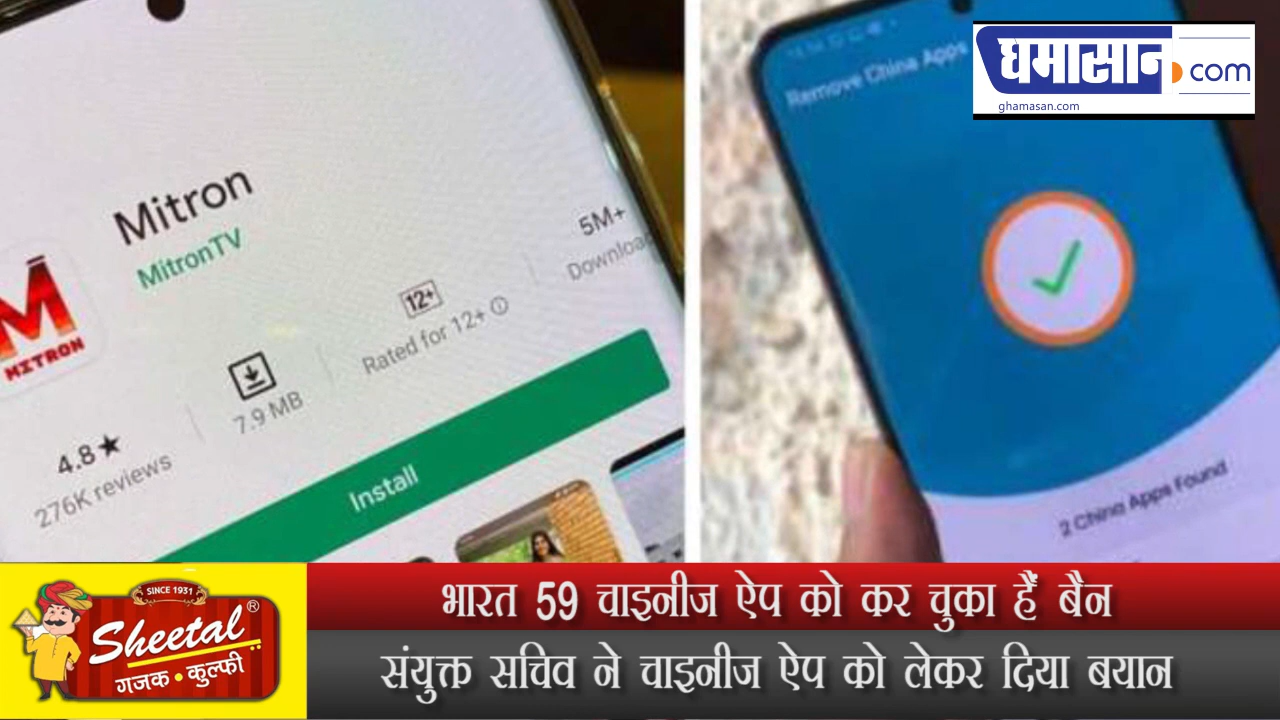 Mitron
MitronTV
M
MITRON
4.8★
276K reviews
7.9 MB
12+
Rated for 12+ ⓘ
5M+
Install
Remove China Apps
2 China Apps Found
घमासान.com
ghamasan.com
SINCE 1931
Sheetal®
गजक • कुल्फी
भारत 59 चाइनीज ऐप को कर चुका हैं बैन
संयुक्त सचिव ने चाइनीज ऐप को लेकर दिया बयान